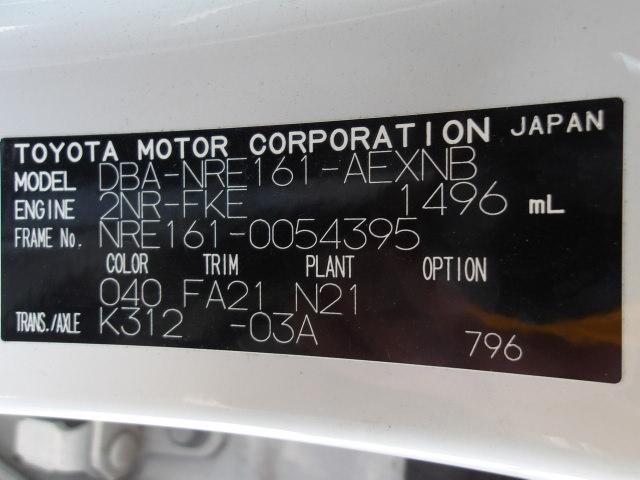 TOYOTA MOTOR CORPORATION JAPAN
MODEL DBA-NRE161-AEXNB
ENGINE 2NR-FKE 1496 mL
FRAME No. NRE161-0054395
COLOR TRIM PLANT OPTION
040 FA21 N21
TRANS./AXLE K312 -03A
796